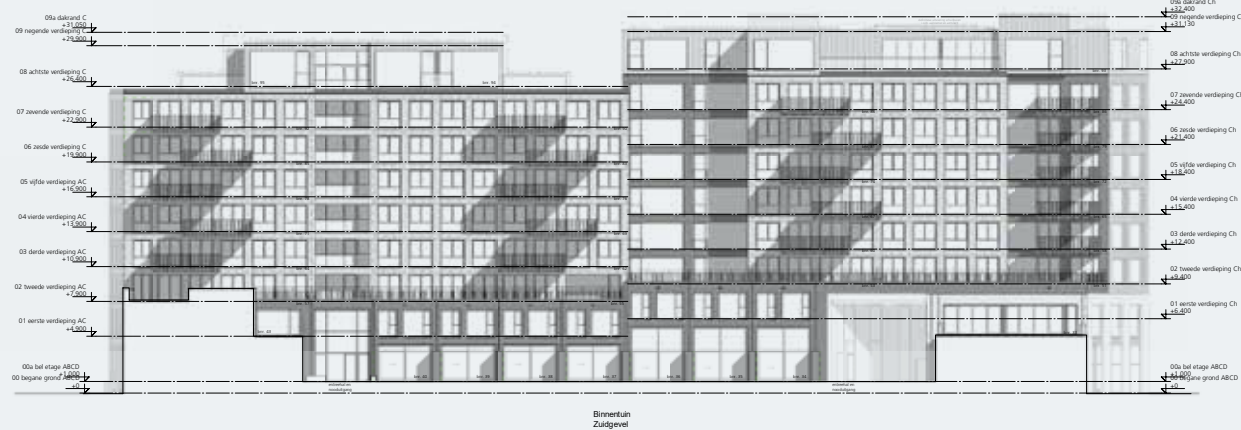 09a dakrand C
+31,050
09 negende verdieping C
+29,900
08 achtste verdieping C
+26,400
07 zevende verdieping C
+22,900
06 zesde verdieping C
+19,900
05 vijfde verdieping AC
+16,900
04 vierde verdieping AC
+13,900
03 derde verdieping AC
+10,900
02 tweede verdieping AC
+7,900
01 eerste verdieping AC
+4,900
00a bel etage ABCD
+1,000
00 begane grond ABCD
+0
09a dakrand Ch
+32,400
09 negende verdieping C
+31,130
08 achtste verdieping Ch
+27,900
07 zevende verdieping Ch
+24,400
06 zesde verdieping Ch
+21,400
05 vijfde verdieping Ch
+18,400
04 vierde verdieping Ch
+15,400
03 derde verdieping Ch
+12,400
02 tweede verdieping Ch
+9,400
01 eerste verdieping Ch
+6,400
00a bel etage ABCD
+1,000
00 begane grond ABCD
+0
Binnentuin
Zuidgevel